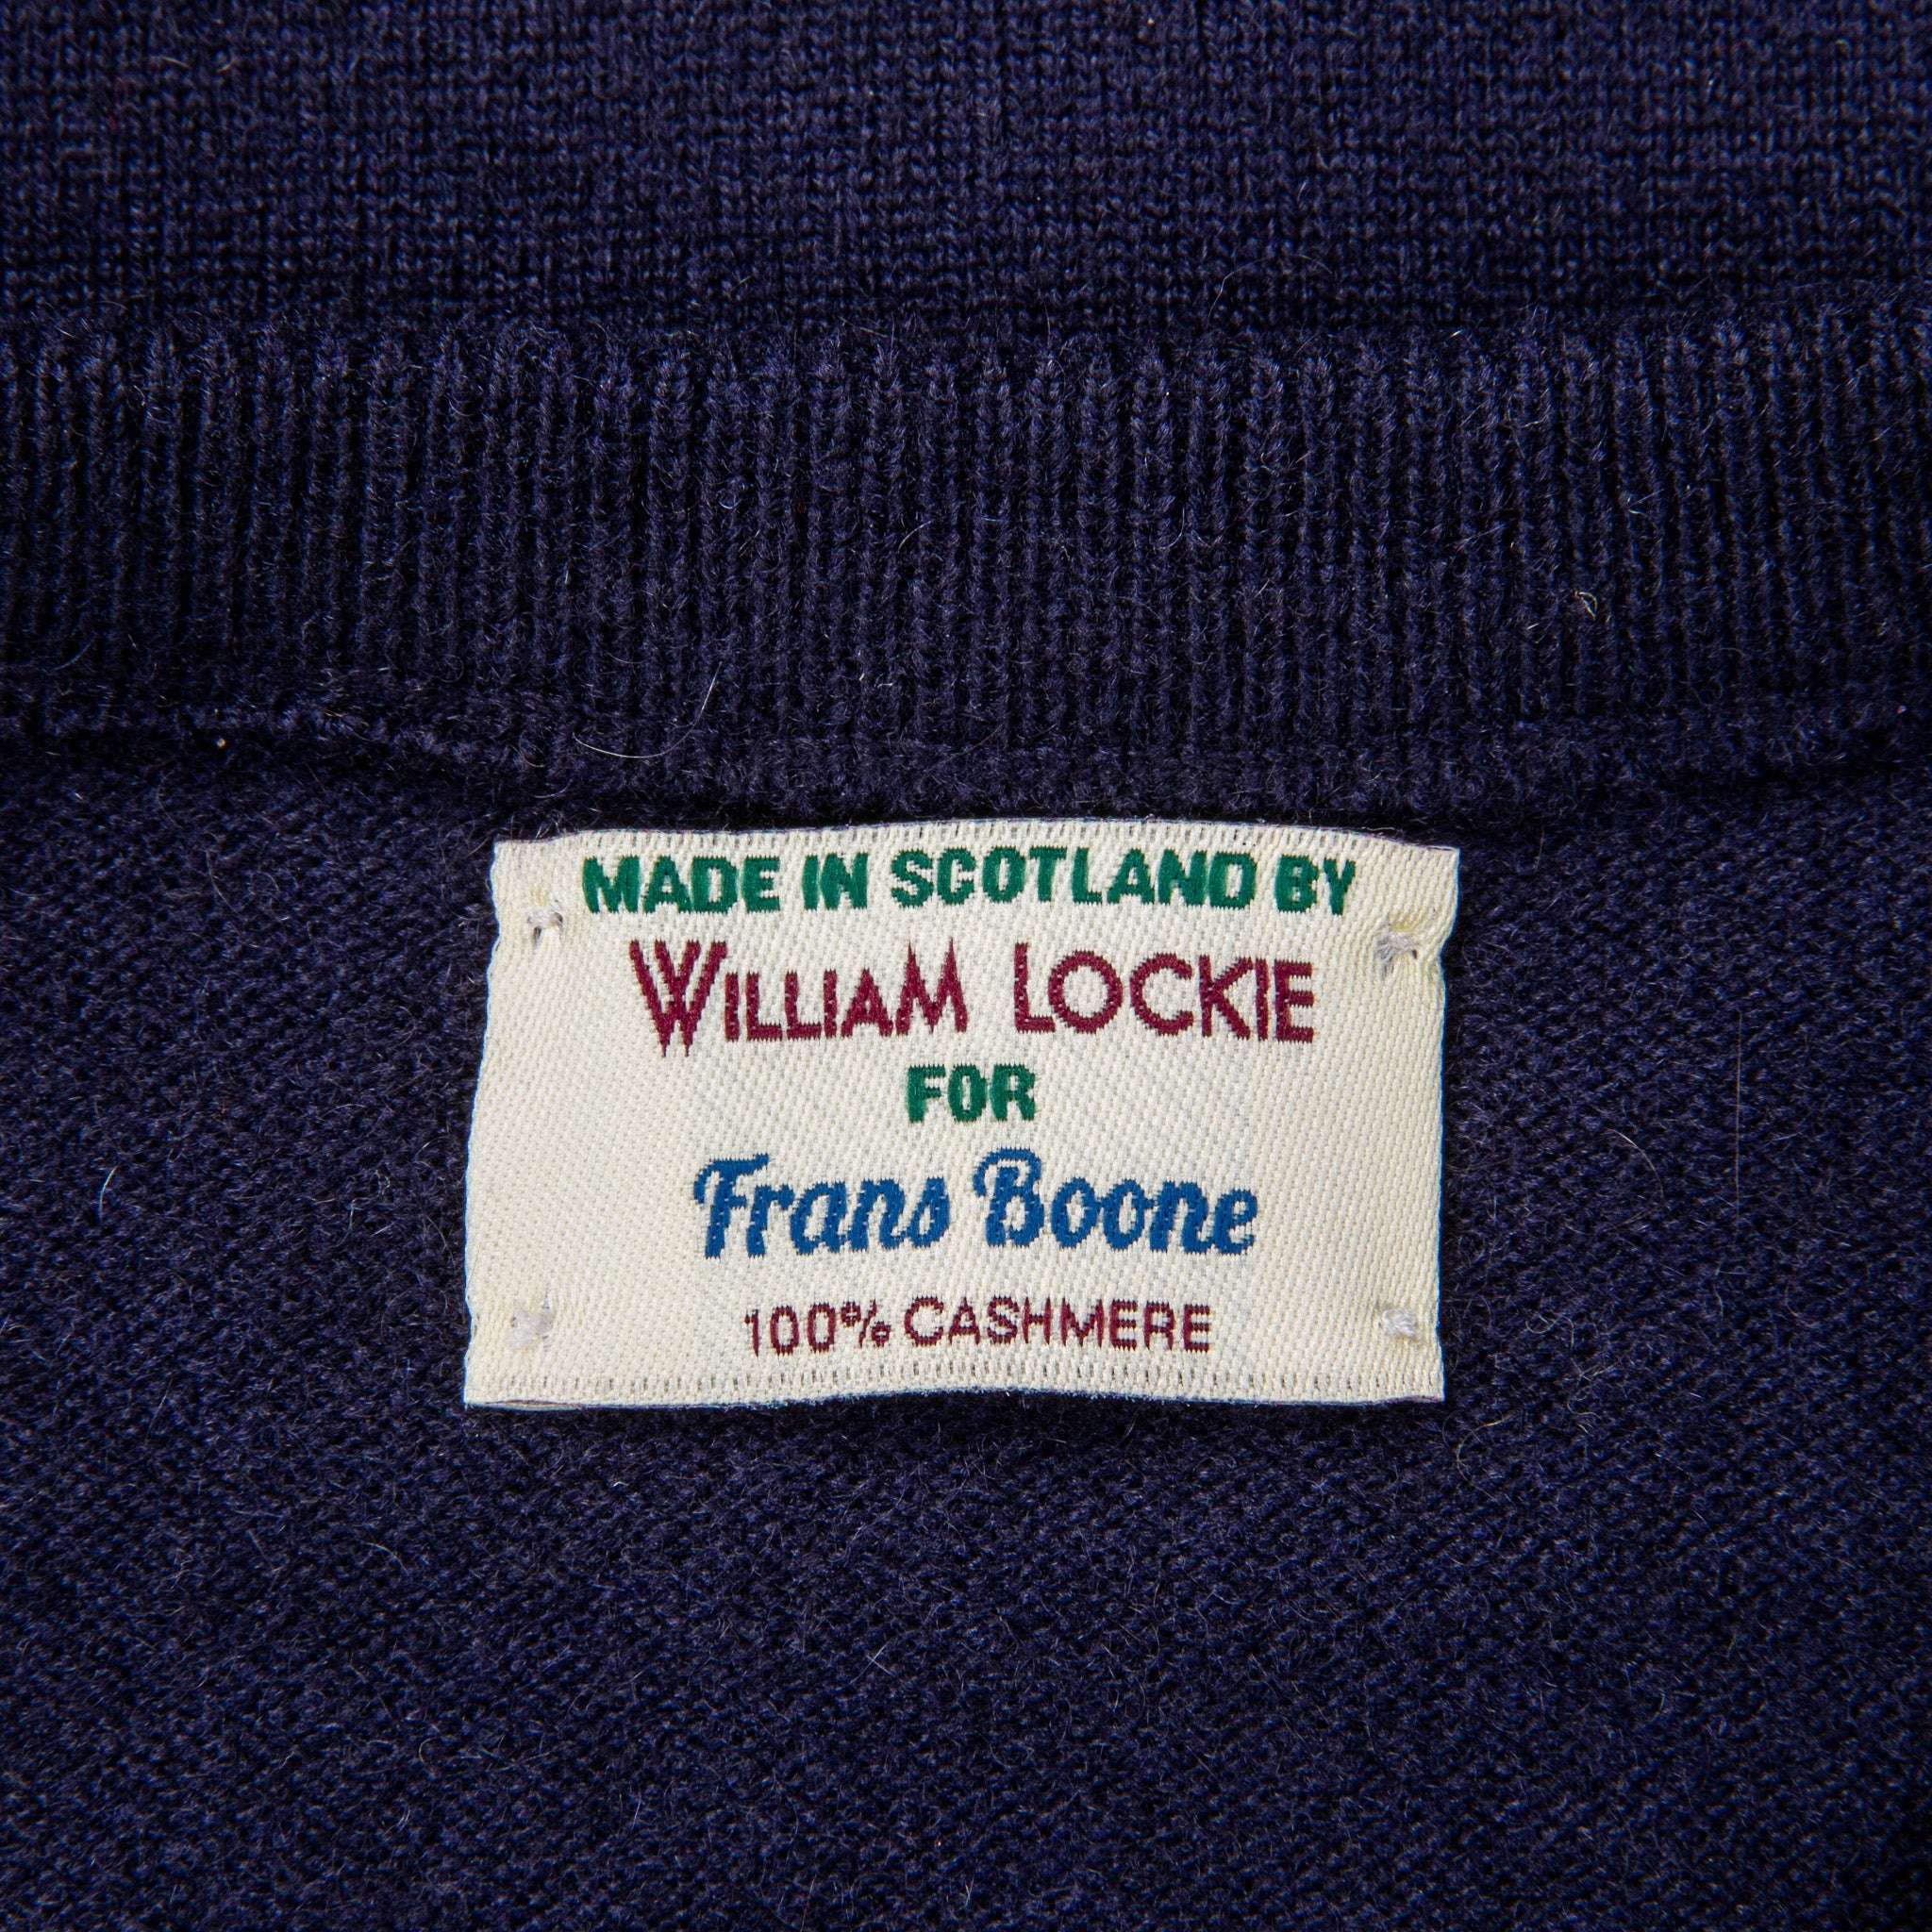 MADE IN SCOTLAND BY
WILLIAM LOCKIE
FOR
Frans Boone
100% CASHMERE